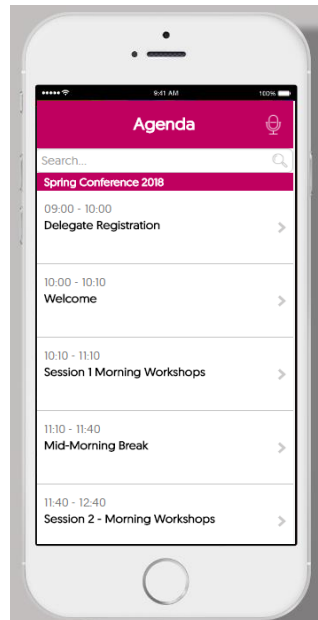 9:41 AM
100%
Agenda
Search...
Spring Conference 2018
09:00 - 10:00
Delegate Registration
10:00 - 10:10
Welcome
10:10 - 11:10
Session 1 Morning Workshops
11:10 - 11:40
Mid-Morning Break
11:40 - 12:40
Session 2 - Morning Workshops